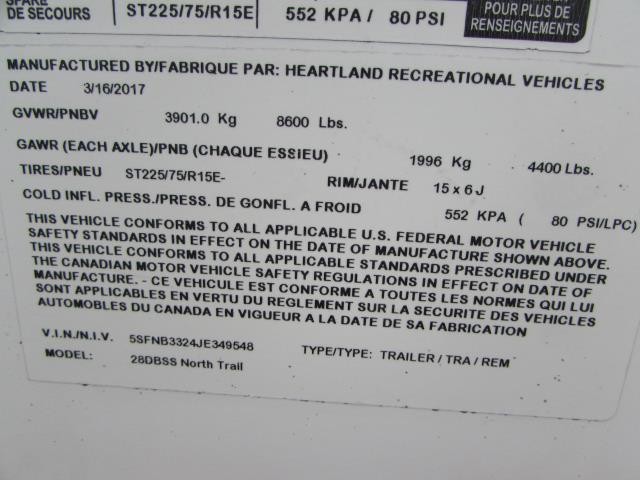 DE SECOURS ST225/75/R15E 552 KPA / 80 PSI
POUR PLUS DE
RENSEIGNEMENTS
MANUFACTURED BY/FABRIQUE PAR: HEARTLAND RECREATIONAL VEHICLES
DATE 3/16/2017
GVWR/PNBV 3901.0 Kg 8600 Lbs.
GAWR (EACH AXLE)/PNB (CHAQUE ESSIEU) 1996 Kg 4400 Lbs.
TIRES/PNEU ST225/75/R15E- RIM/JANTE 15 x 6 J
COLD INFL. PRESS./PRESS. DE GONFL. A FROID 552 KPA ( 80 PSI/LPC)
THIS VEHICLE CONFORMS TO ALL APPLICABLE U.S. FEDERAL MOTOR VEHICLE
SAFETY STANDARDS IN EFFECT ON THE DATE OF MANUFACTURE SHOWN ABOVE.
THIS VEHICLE CONFORMS TO ALL APPLICABLE STANDARDS PRESCRIBED UNDER
THE CANADIAN MOTOR VEHICLE SAFETY REGULATIONS IN EFFECT ON DATE OF
MANUFACTURE. - CE VEHICULE EST CONFORME A TOUTES LES NORMES QUI LUI
SONT APPLICABLES EN VERTU DU REGLEMENT SUR LA SECURITE DES VEHICLES
AUTOMOBILES DU CANADA EN VIGUEUR A LA DATE DE SA FABRICATION
V.I.N./N.I.V. 5SFNB3324JE349548 TYPE/TYPE: TRAILER / TRA / REM
MODEL: 28DBSS North Trail